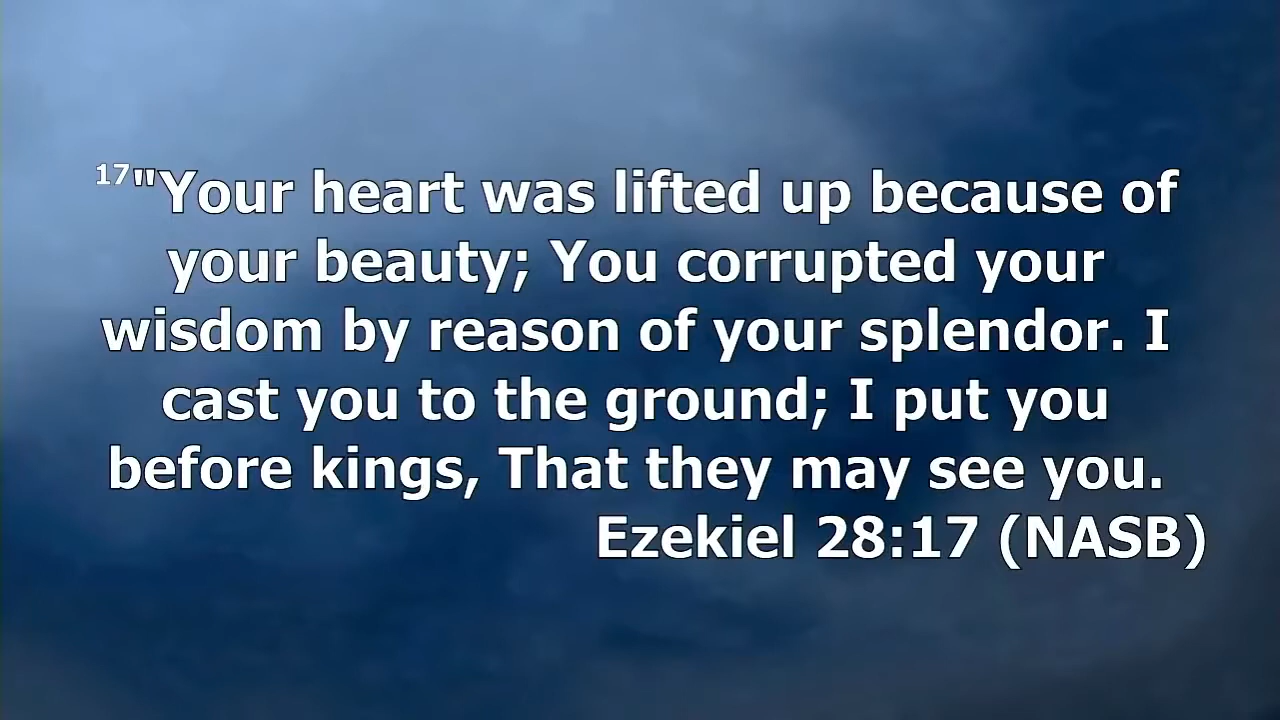 17"Your heart was lifted up because of
your beauty; You corrupted your
wisdom by reason of your splendor. I
cast you to the ground; I put you
before kings, That they may see you.
Ezekiel 28:17 (NASB)